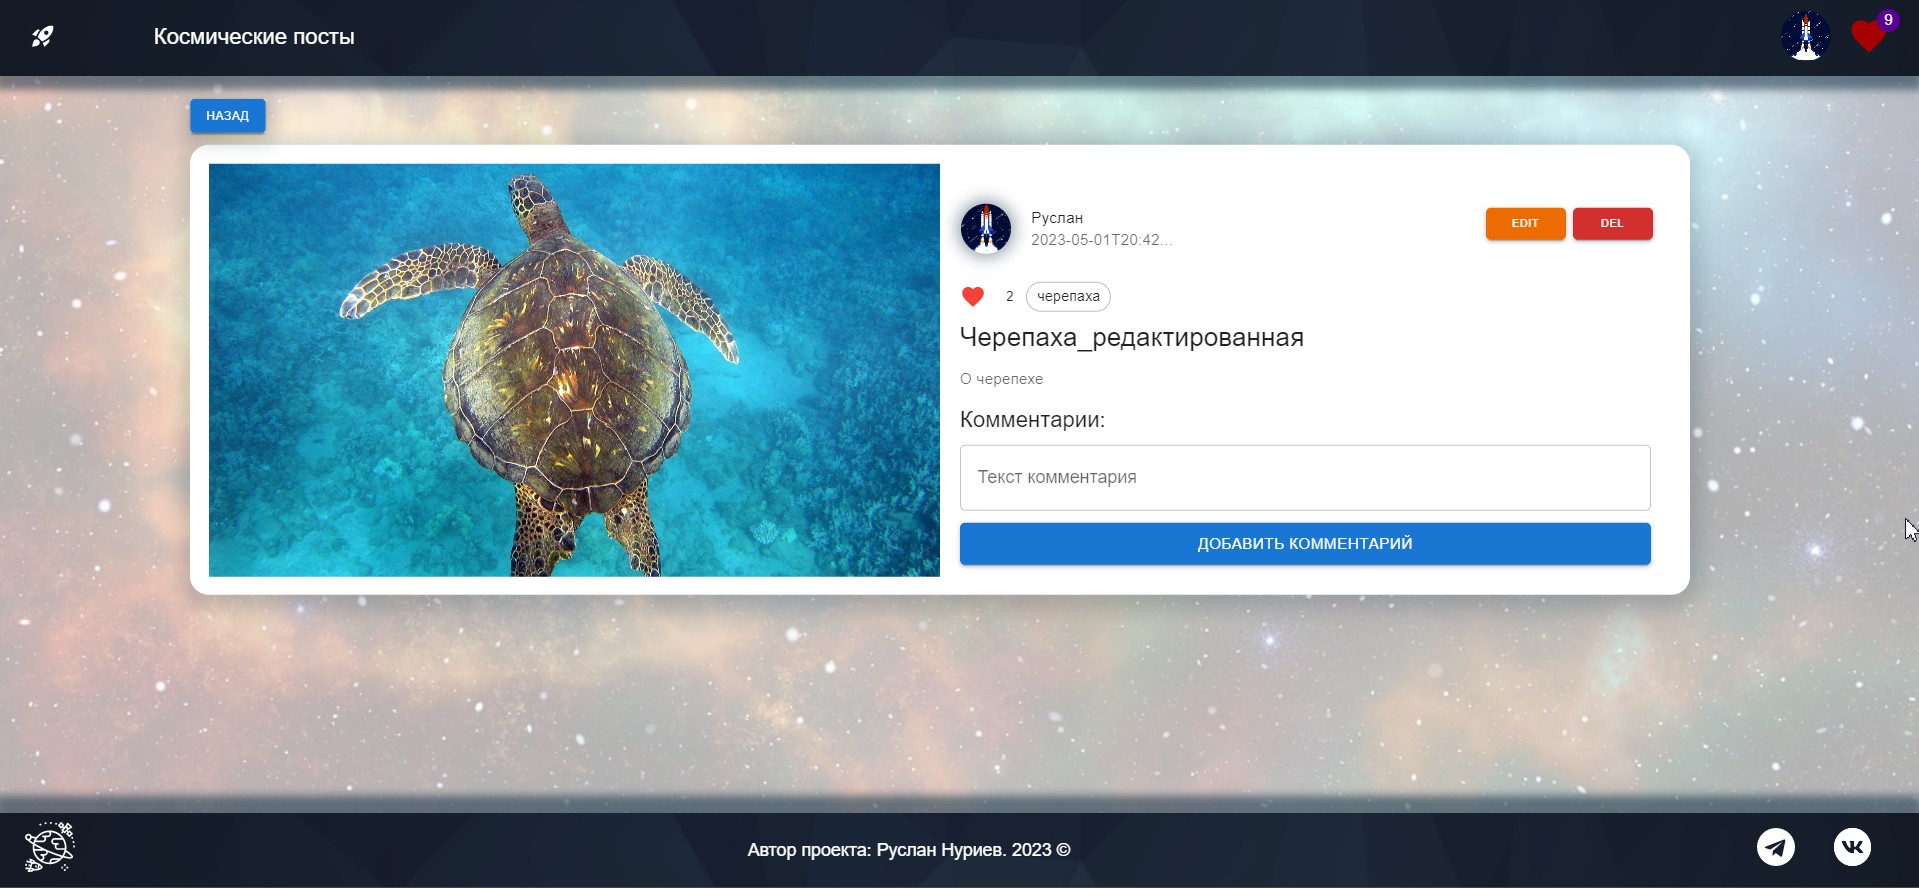 Космические посты
9
НАЗАД
Руслан
2023-05-01T20:42...
EDIT
DEL
2
черепаха
Черепаха_редактированная
О черепехе
Комментарии:
Текст комментария
ДОБАВИТЬ КОММЕНТАРИЙ
Автор проекта: Руслан Нуриев. 2023 ©